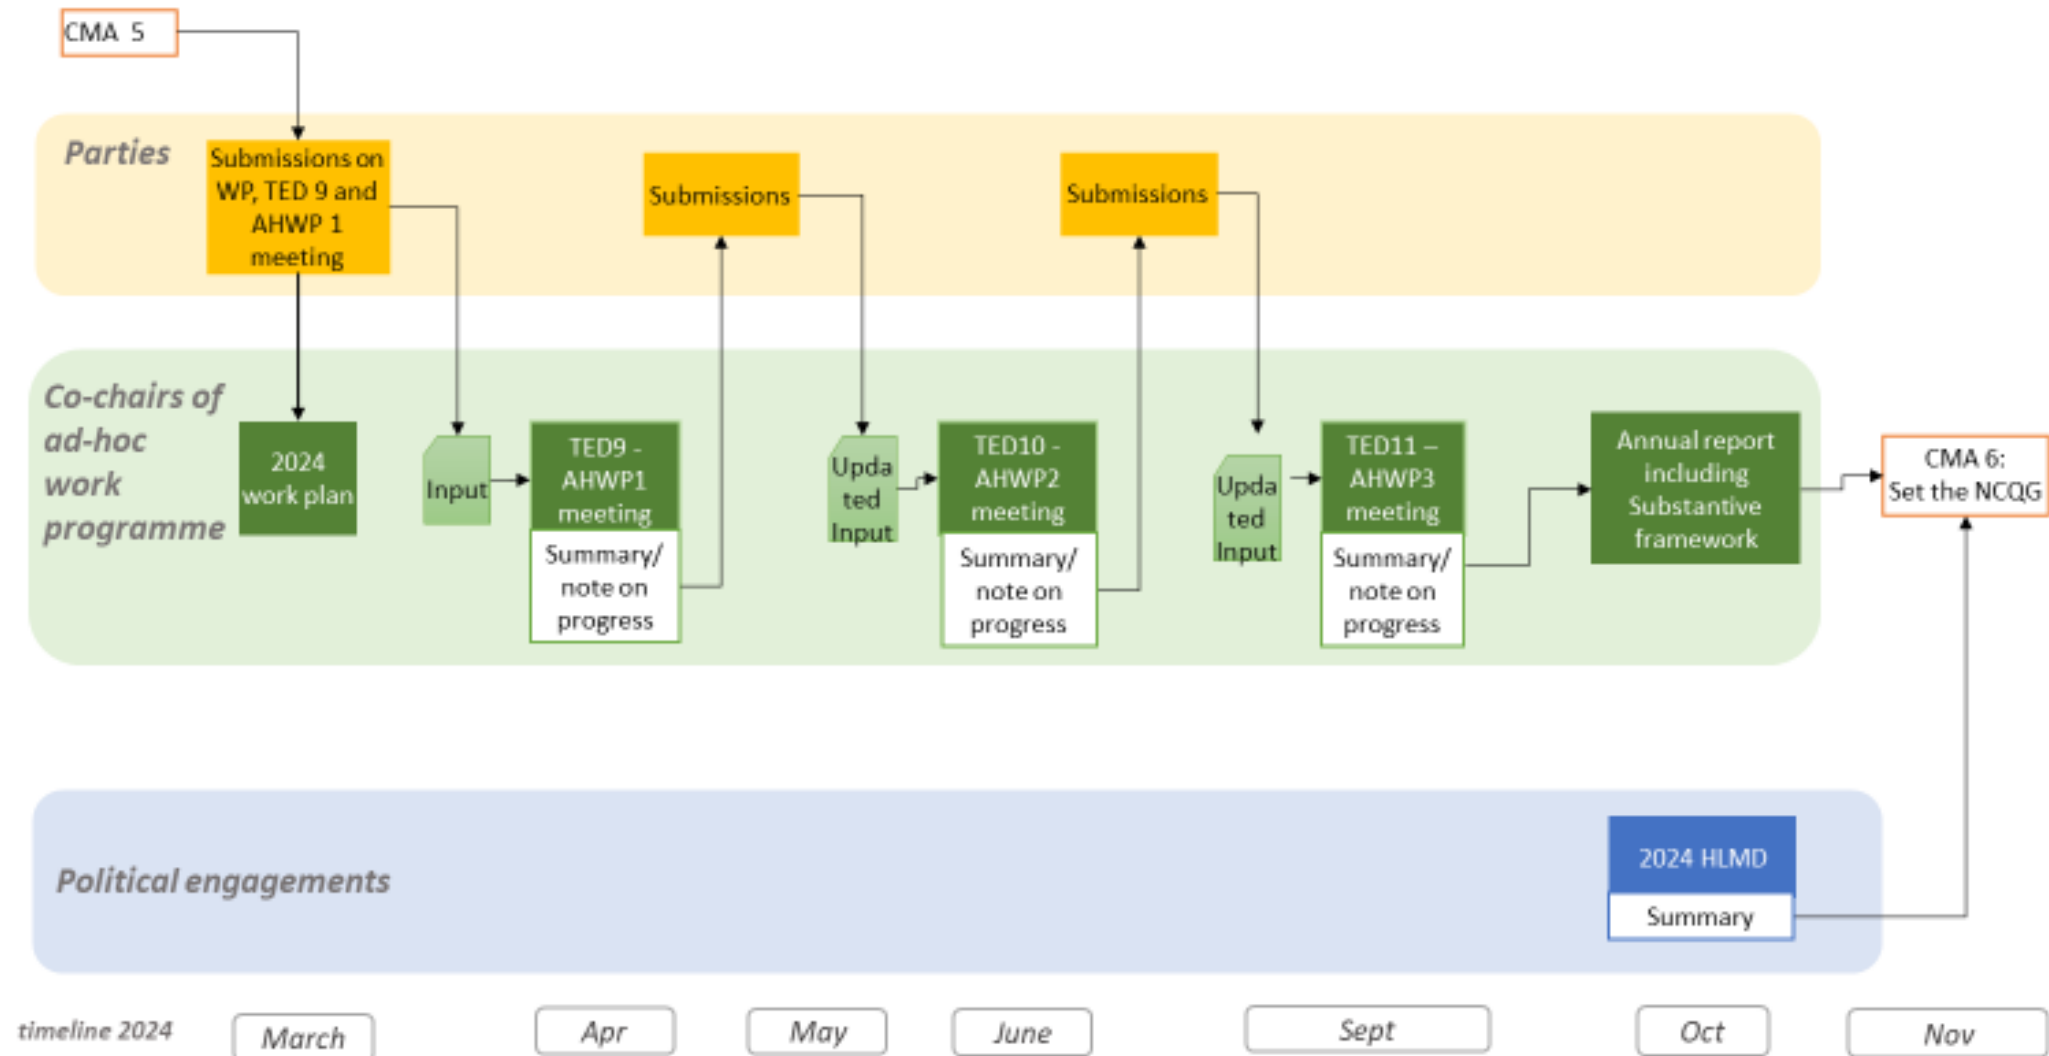 CMA 5
Parties
Submissions on
WP, TED 9 and
AHWP 1
meeting
Submissions
Submissions
Co-chairs of
ad-hoc
work
programme
2024
work plan
Input
TED9 -
AHWP1
meeting
Summary/
note on
progress
Upda
ted
Input
TED10 -
AHWP2
meeting
Summary/
note on
progress
Upda
ted
Input
TED11 –
AHWP3
meeting
Summary/
note on
progress
Annual report
including
Substantive
framework
CMA 6:
Set the NCQG
Political engagements
2024 HLMD
Summary
timeline 2024
March
Apr
May
June
Sept
Oct
Nov